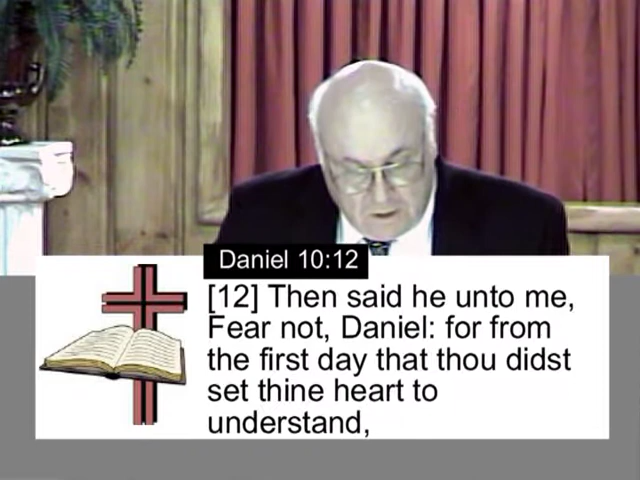 Daniel 10:12
[12] Then said he unto me,
Fear not, Daniel: for from
the first day that thou didst
set thine heart to
understand,